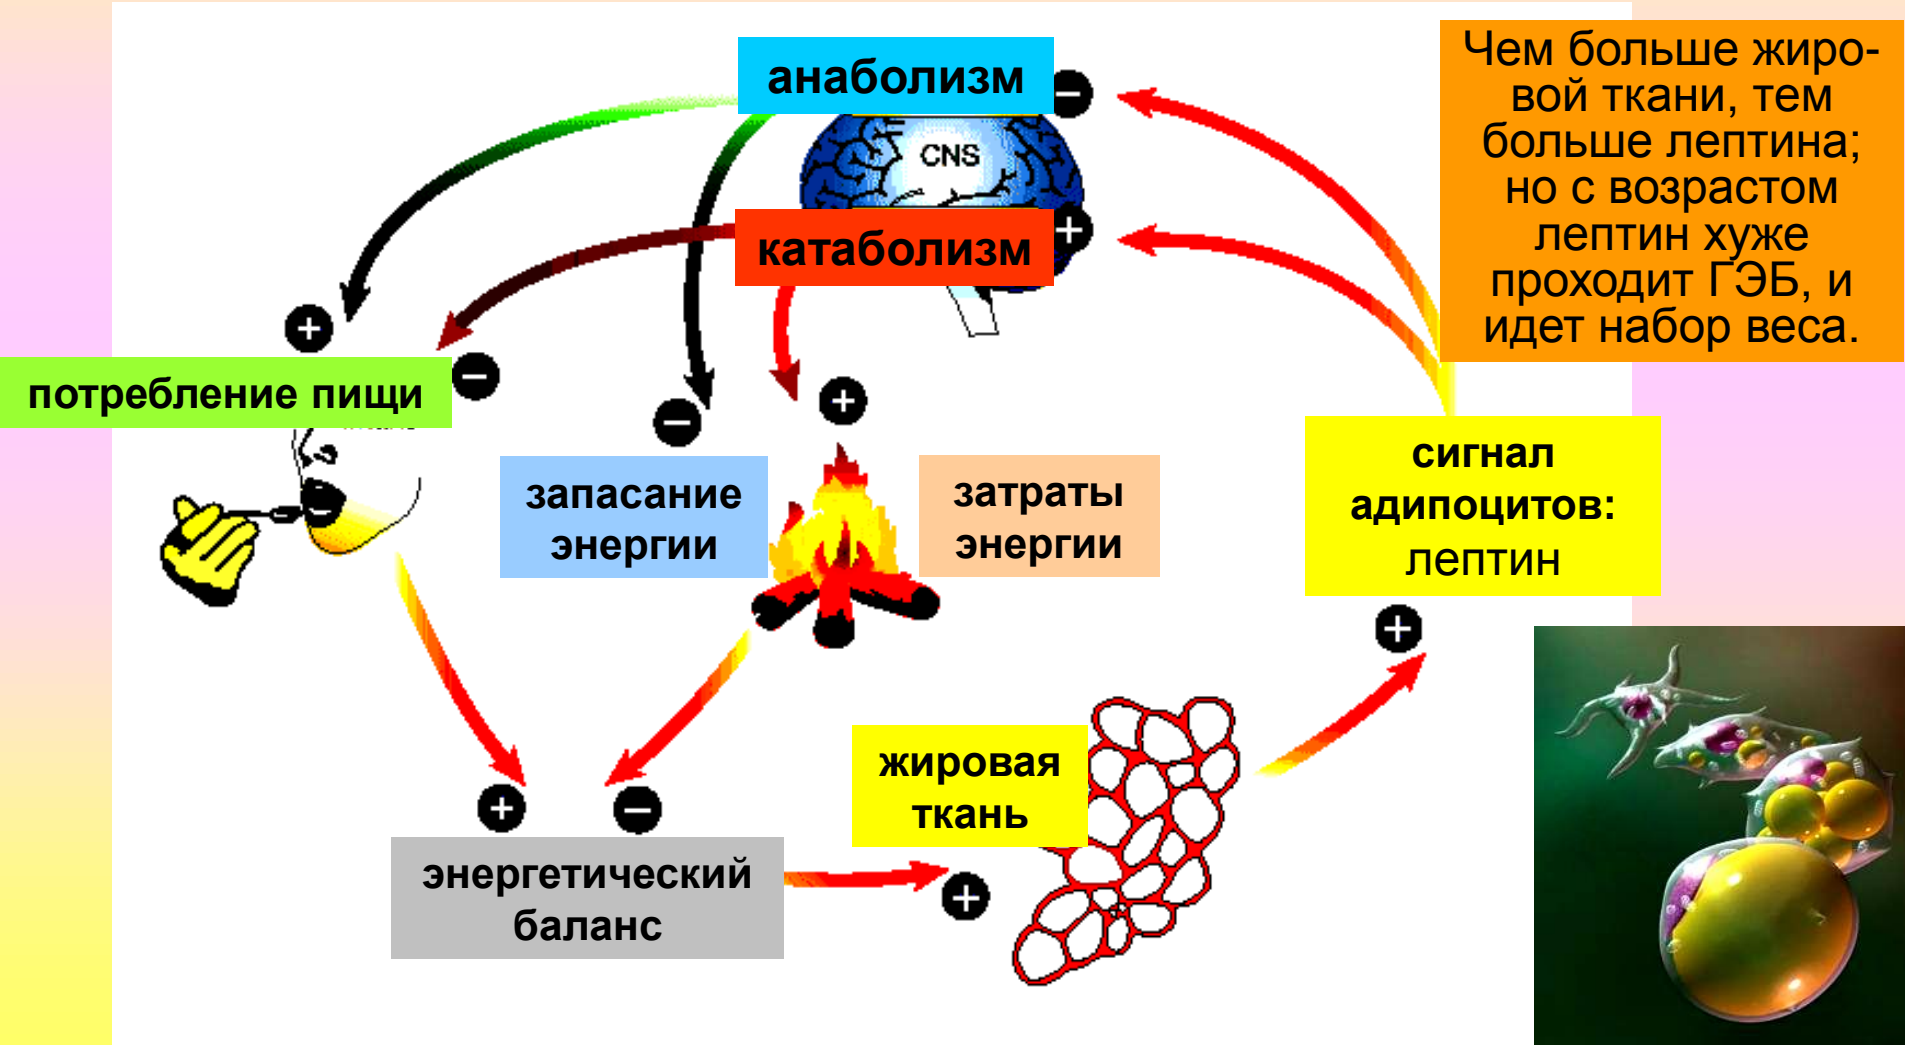 анаболизм
Чем больше жиро-
вой ткани, тем
больше лептина;
но с возрастом
лептин хуже
проходит ГЭБ, и
идет набор веса.
CNS
катаболизм
потребление пищи
запасание
энергии
затраты
энергии
сигнал
адипоцитов:
лептин
жировая
ткань
энергетический
баланс